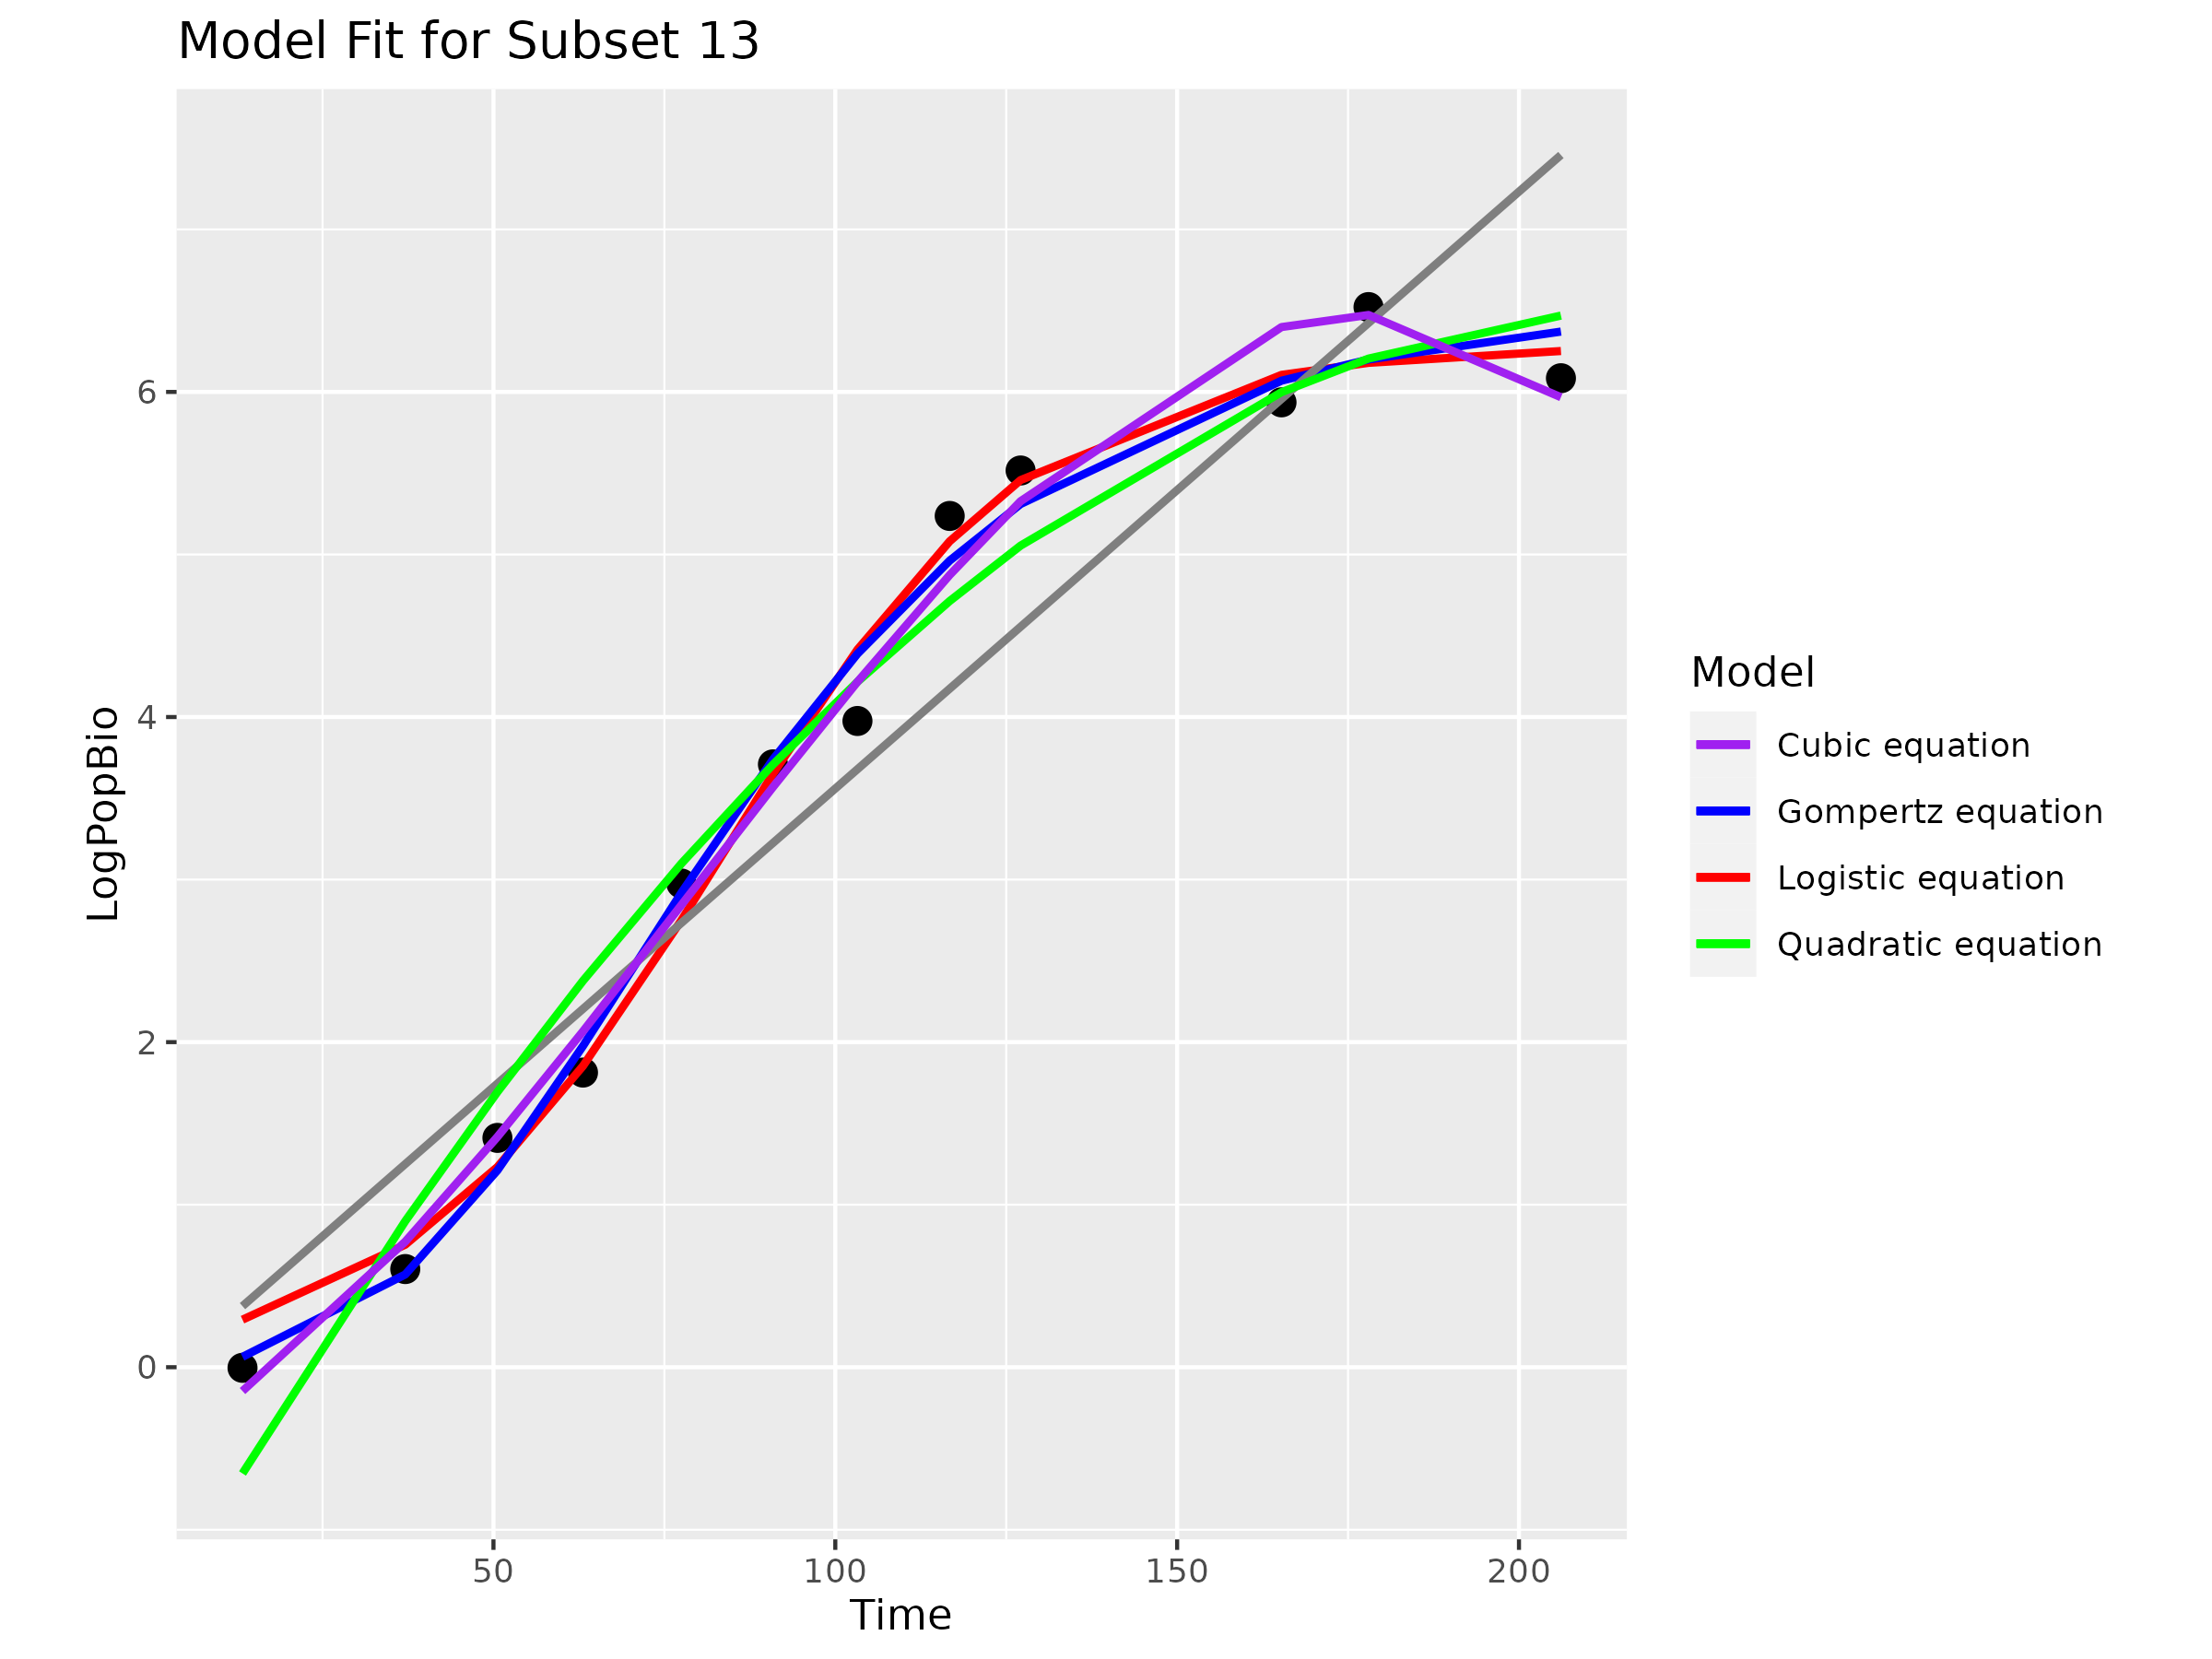 Model Fit for Subset 13
LogPopBio
6
4
2
0
50
100
150
200
Time
Model
Cubic equation
Gompertz equation
Logistic equation
Quadratic equation